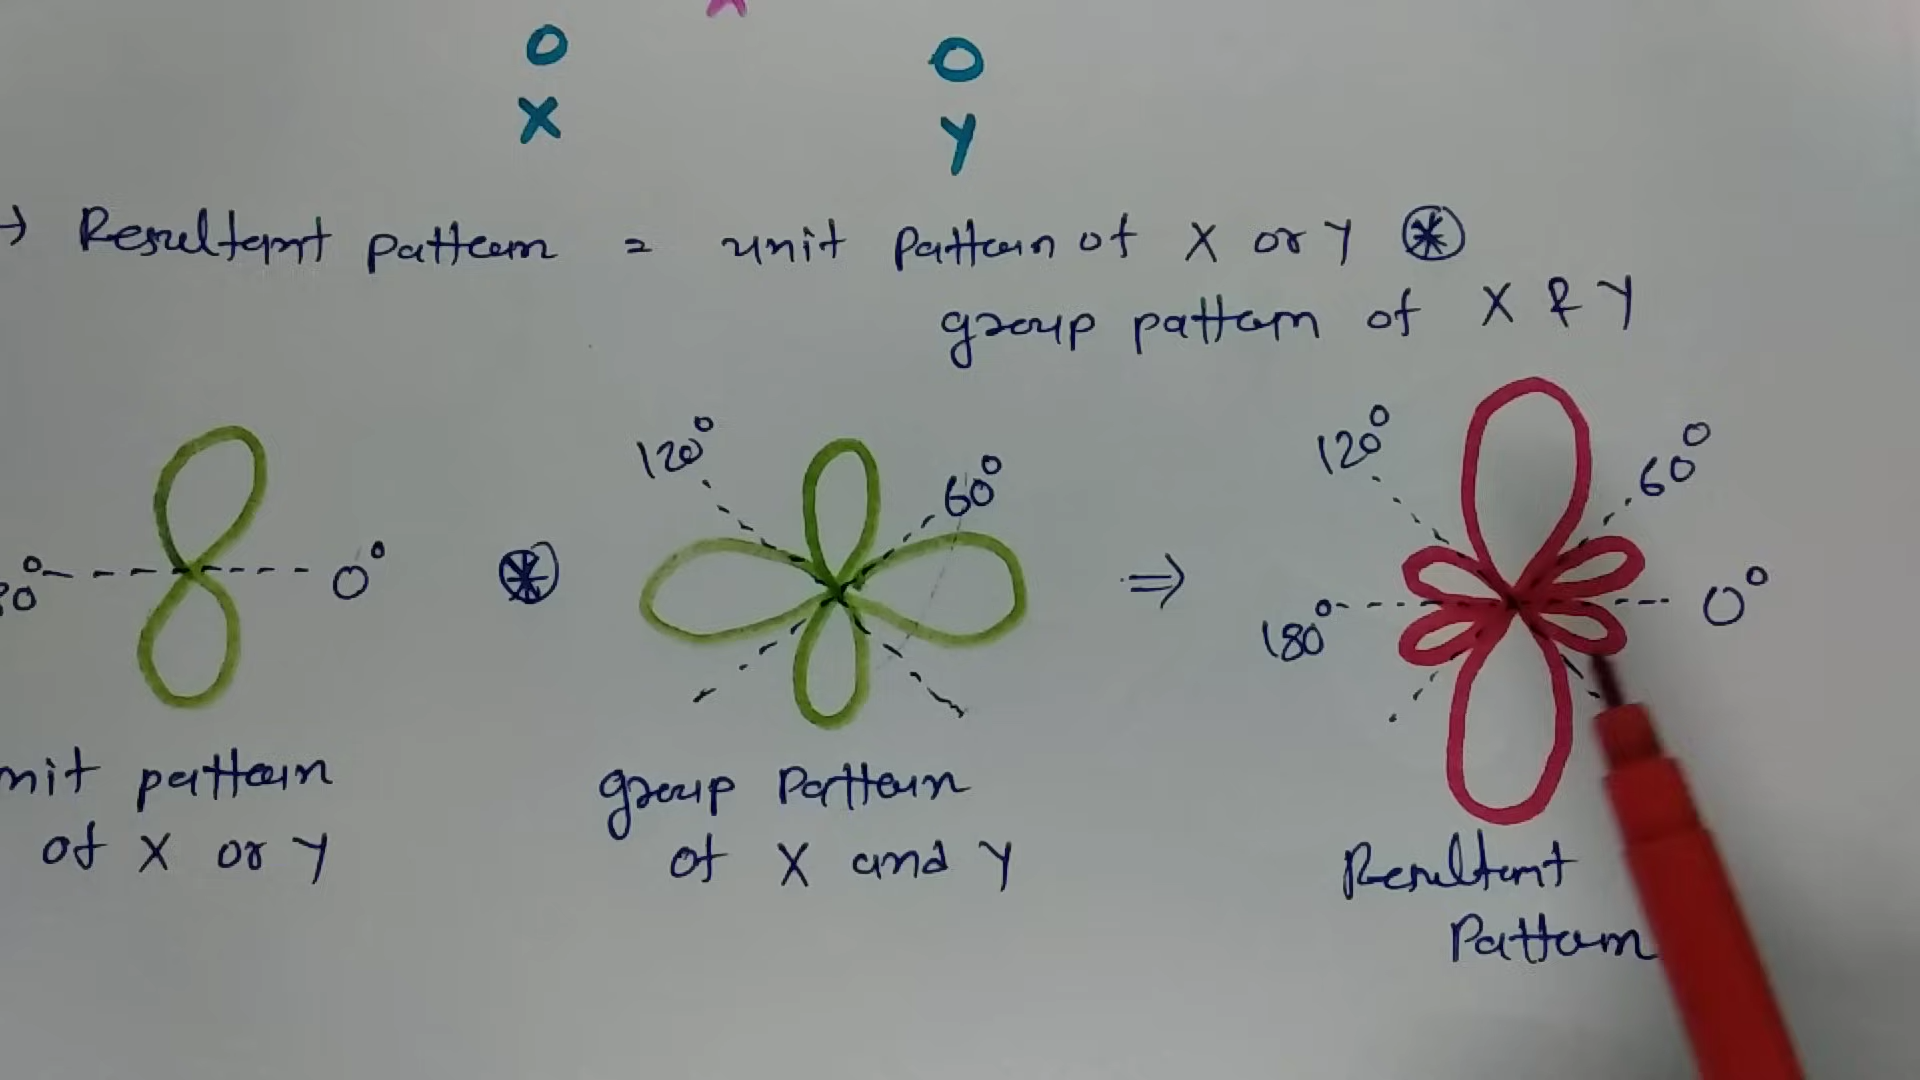 O O
X Y
→ Resultant pattern = unit pattern of X or Y ⊛
group pattern of X & Y
120° 60° 120° 60°
0° ⊛ ⇒ 180° 0°
pattern group Pattern Resultant
of X or Y of X and Y Pattern